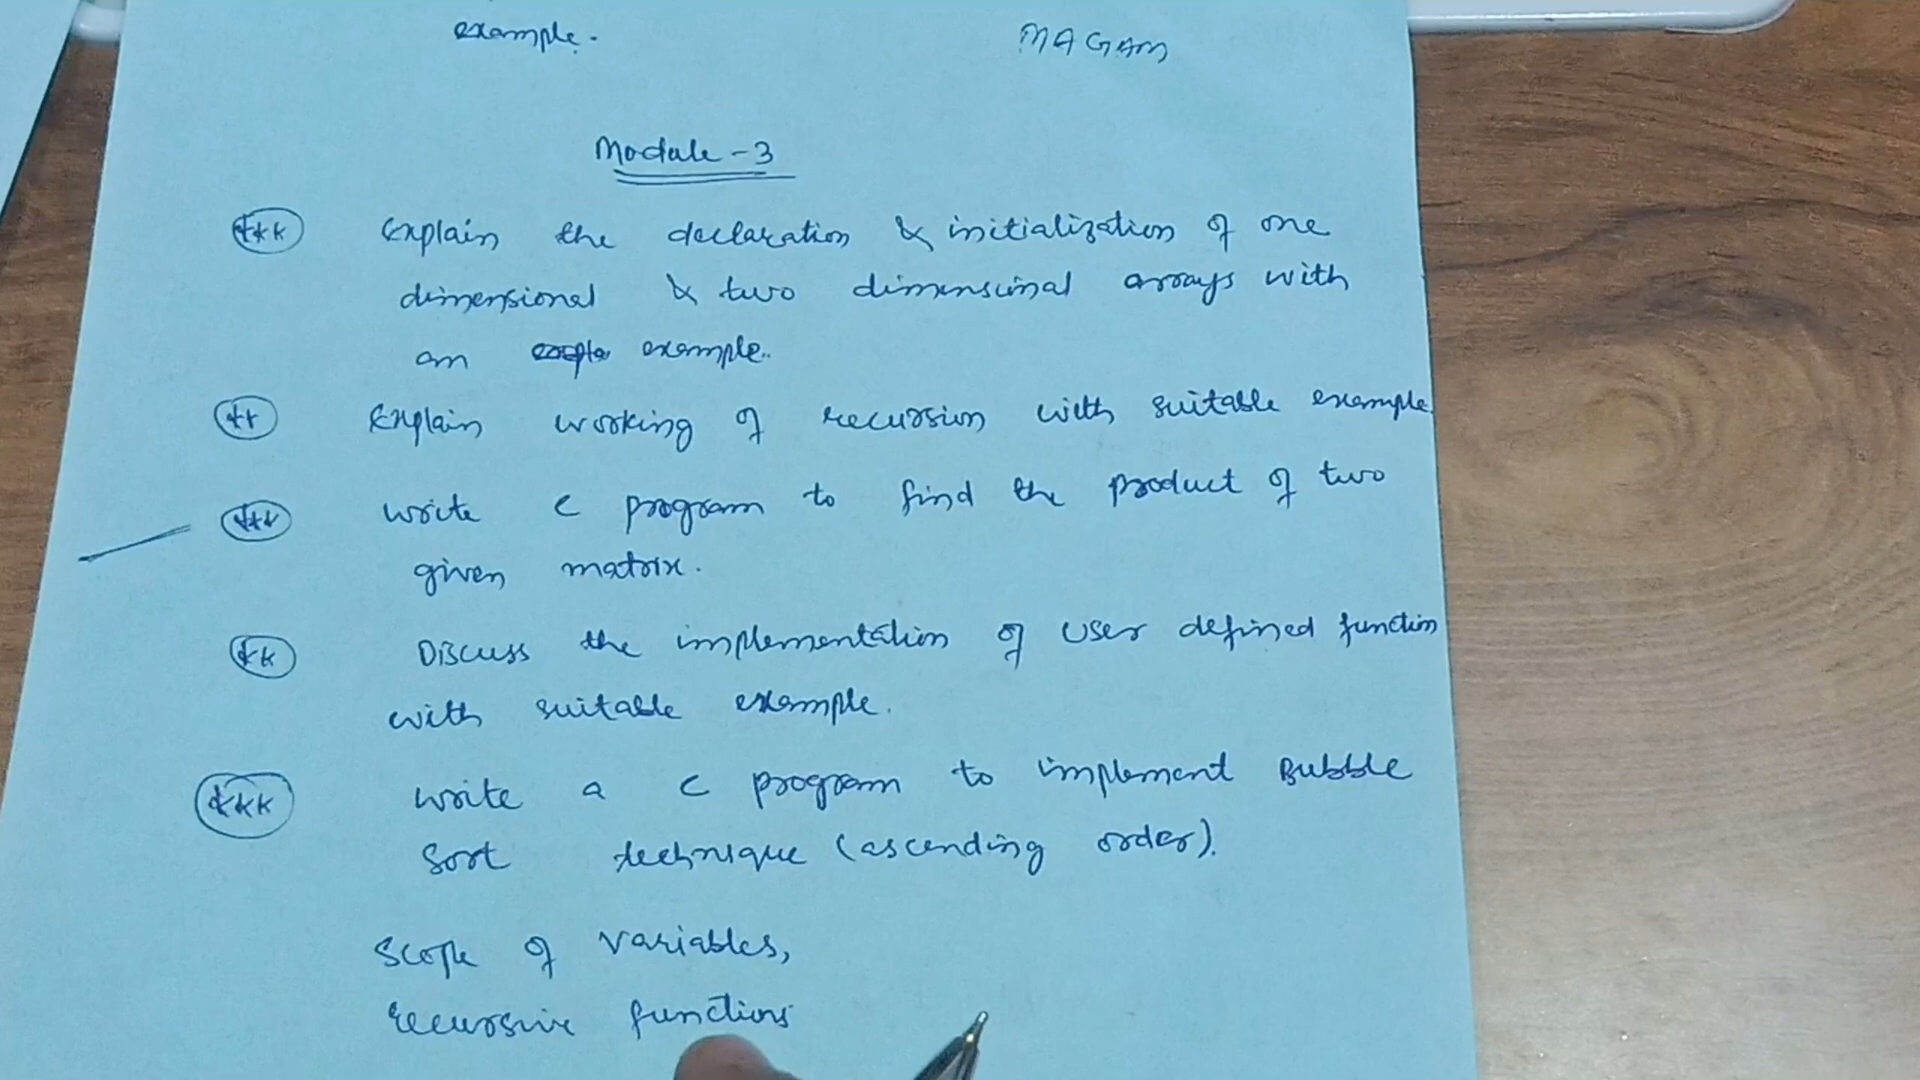 example.
MAGAM
Module-3
*** Explain the declaration & initialization of one
dimensional & two dimensional arrays with
an example.
** Explain working of recursion with suitable example
*** write C program to find the product of two
given matrix.
** Discuss the implementation of user defined function
with suitable example.
*** write a C program to implement Bubble
Sort technique (ascending order).
Scope of variables,
recursive functions